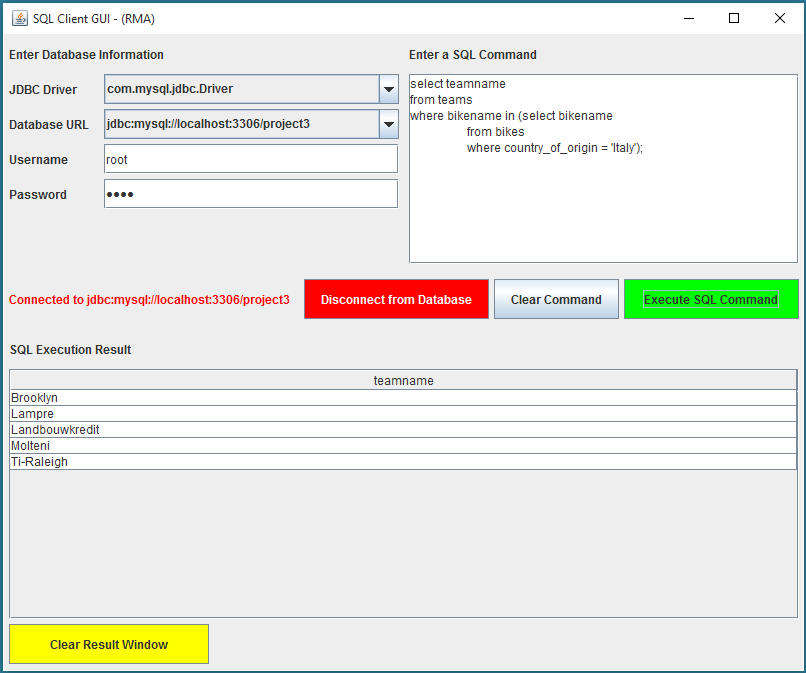 SQL Client GUI - (RMA)
Enter Database Information
JDBC Driver
com.mysql.jdbc.Driver
Database URL
jdbc:mysql://localhost:3306/project3
Username
root
Password
••••
Enter a SQL Command
select teamname
from teams
where bikename in (select bikename
from bikes
where country_of_origin = 'Italy');
Connected to jdbc:mysql://localhost:3306/project3
Disconnect from Database
Clear Command
Execute SQL Command
SQL Execution Result
teamname
Brooklyn
Lampre
Landbouwkredit
Molteni
Ti-Raleigh
Clear Result Window